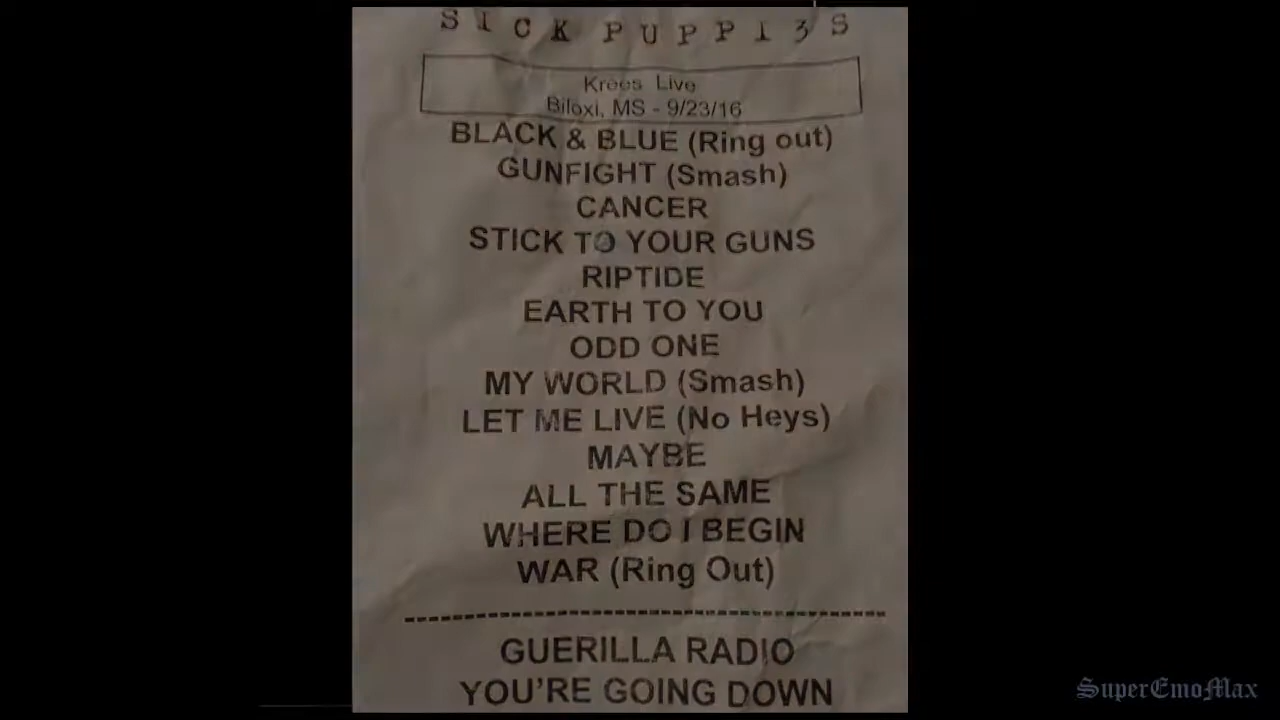 SICK PUPPI3S
Krees Live
Biloxi, MS - 9/23/16
BLACK & BLUE (Ring out)
GUNFIGHT (Smash)
CANCER
STICK TO YOUR GUNS
RIPTIDE
EARTH TO YOU
ODD ONE
MY WORLD (Smash)
LET ME LIVE (No Heys)
MAYBE
ALL THE SAME
WHERE DO I BEGIN
WAR (Ring Out)
GUERILLA RADIO
YOU'RE GOING DOWN
SuperEmoMax